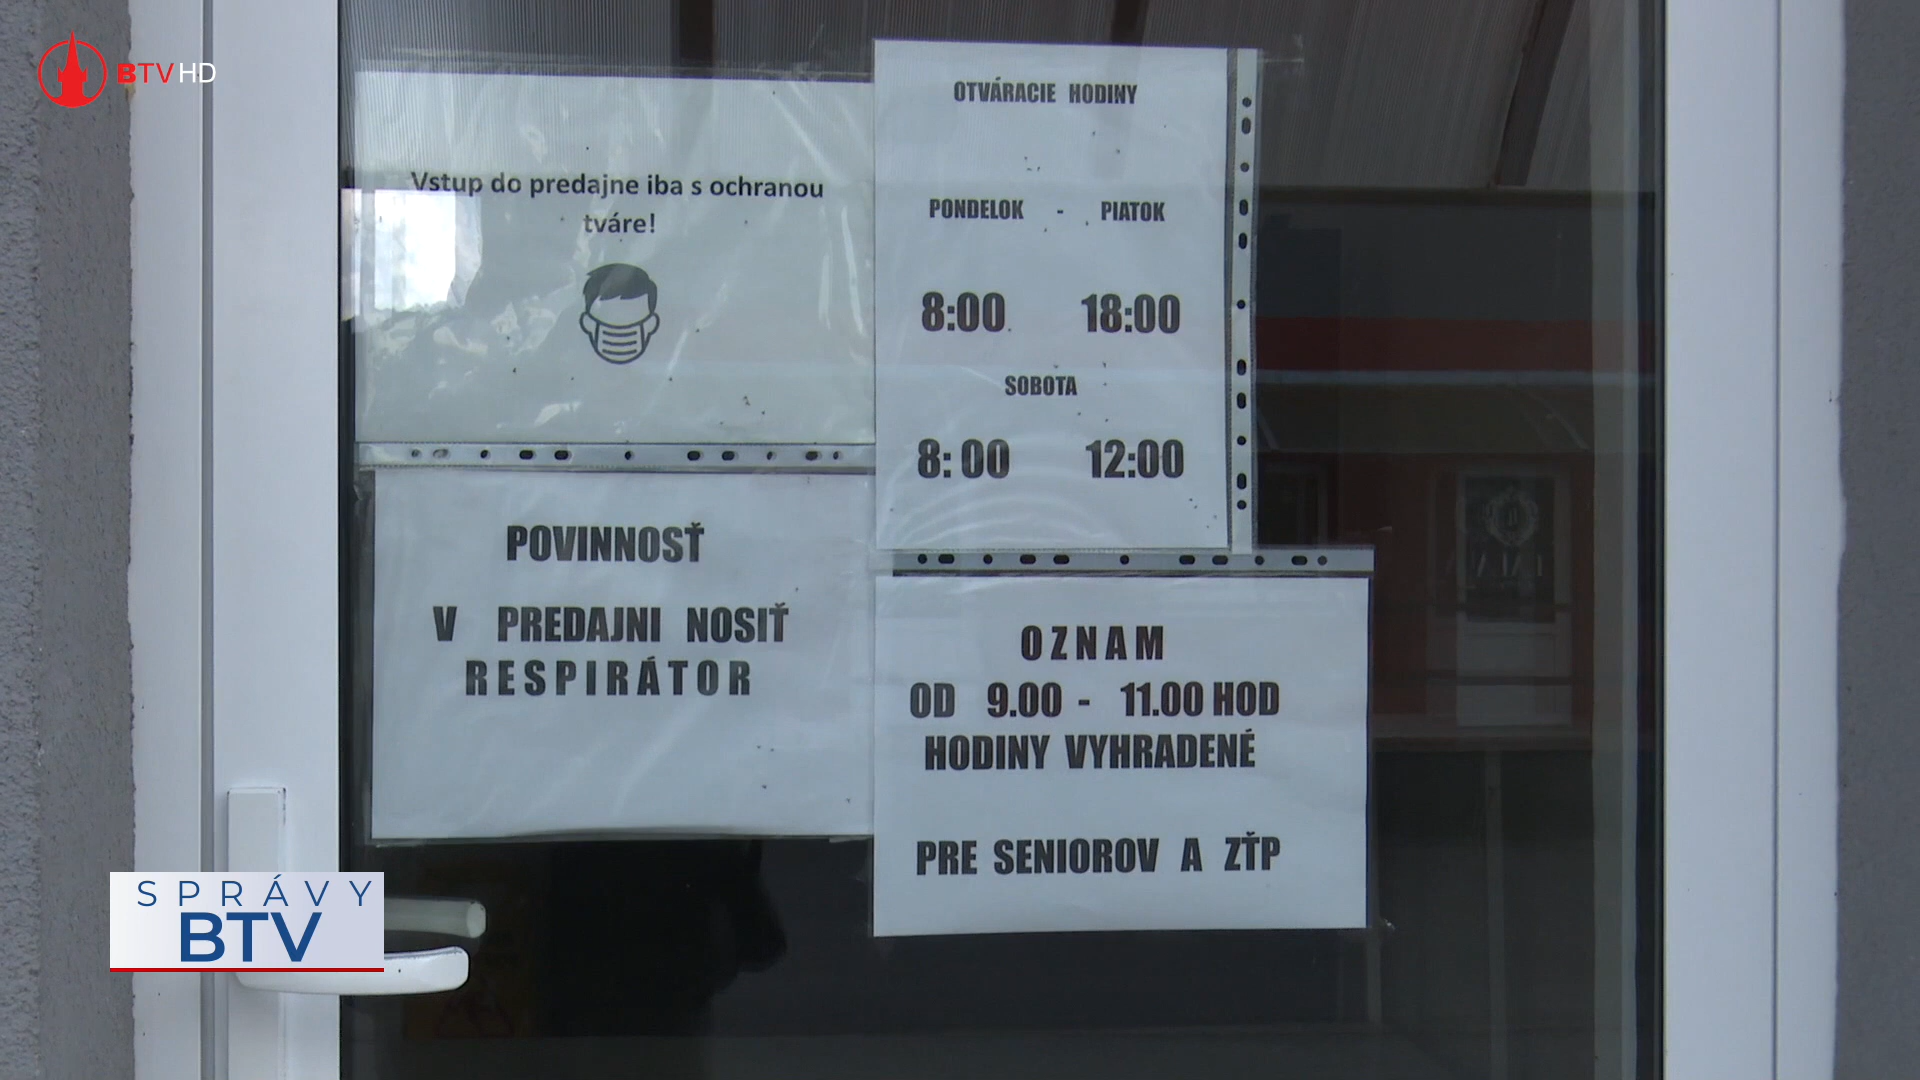 BTV HD
Vstup do predajne iba s ochranou
tváre!
OTVÁRACIE HODINY
PONDELOK - PIATOK
8:00 18:00
SOBOTA
8: 00 12:00
POVINNOSŤ
V PREDAJNI NOSIŤ
RESPIRÁTOR
OZNAM
OD 9.00 - 11.00 HOD
HODINY VYHRADENÉ
PRE SENIOROV A ZŤP
SPRÁVY
BTV